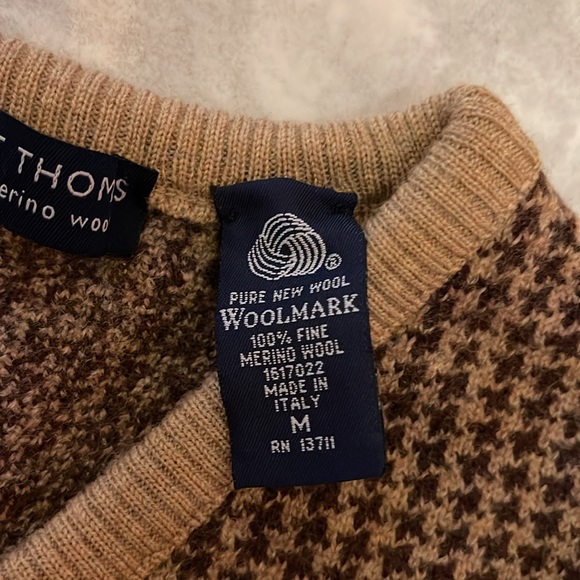 THOMS
erino woo
®
PURE NEW WOOL
WOOLMARK
100% FINE
MERINO WOOL
1617022
MADE IN
ITALY
M
RN 13711